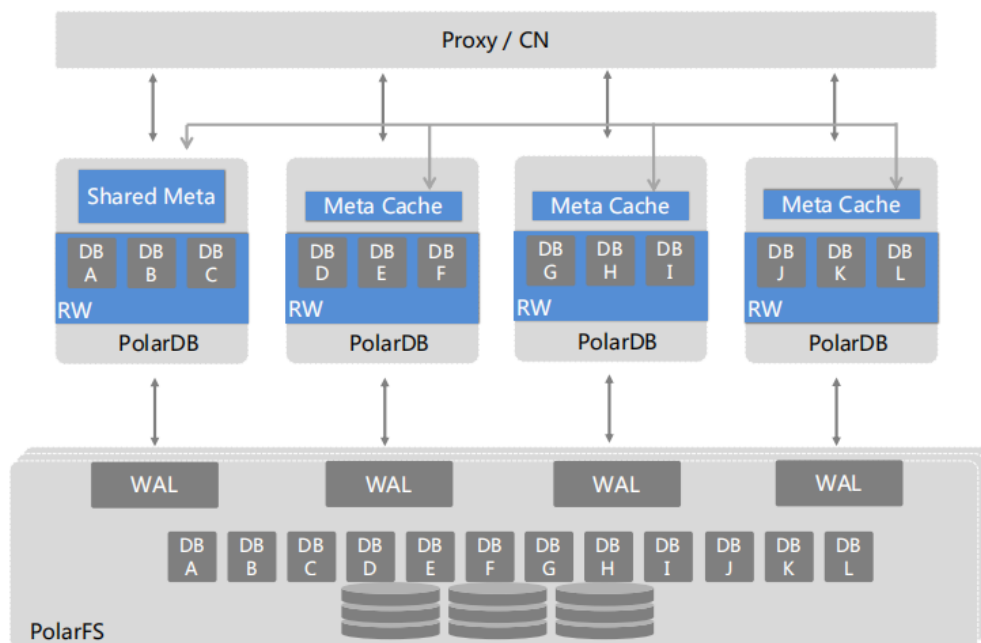 Proxy / CN
Shared Meta
Meta Cache
Meta Cache
Meta Cache
DB
A
DB
B
DB
C
RW
DB
D
DB
E
DB
F
RW
DB
G
DB
H
DB
I
RW
DB
J
DB
K
DB
L
RW
PolarDB
PolarDB
PolarDB
PolarDB
WAL
WAL
WAL
WAL
DB
A
DB
B
DB
C
DB
D
DB
E
DB
F
DB
G
DB
H
DB
I
DB
J
DB
K
DB
L
PolarFS